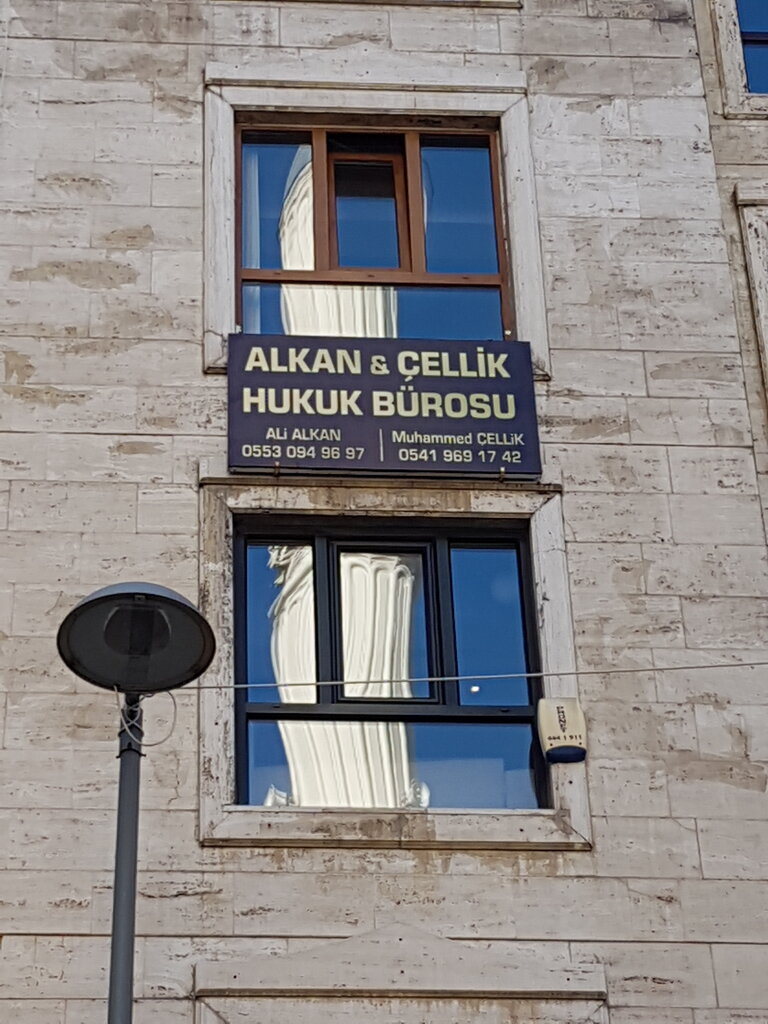 ALKAN & ÇELLİK
HUKUK BÜROSU
ALİ ALKAN
0553 094 96 97
Muhammed ÇELLİK
0541 969 17 42
444 1 911